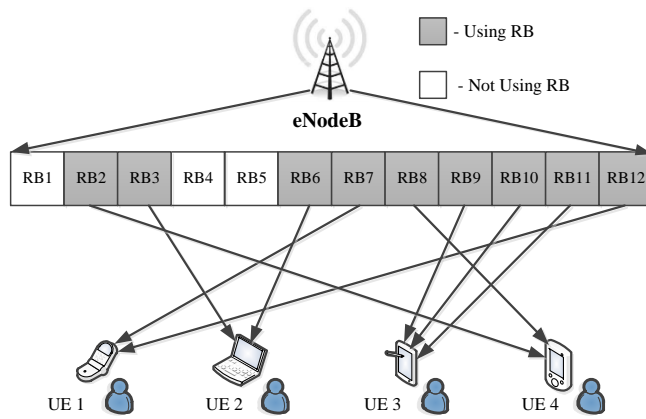 - Using RB
- Not Using RB
eNodeB
RB1 RB2 RB3 RB4 RB5 RB6 RB7 RB8 RB9 RB10 RB11 RB12
UE 1 UE 2 UE 3 UE 4